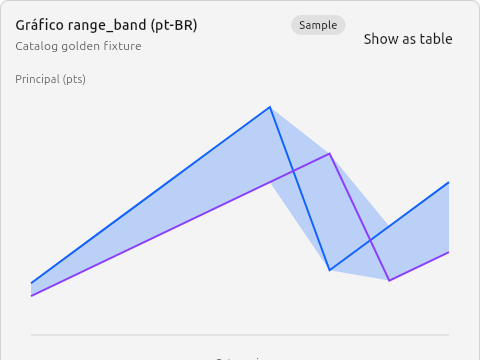 Gráfico range_band (pt-BR)
Sample
Show as table
Catalog golden fixture
Principal (pts)